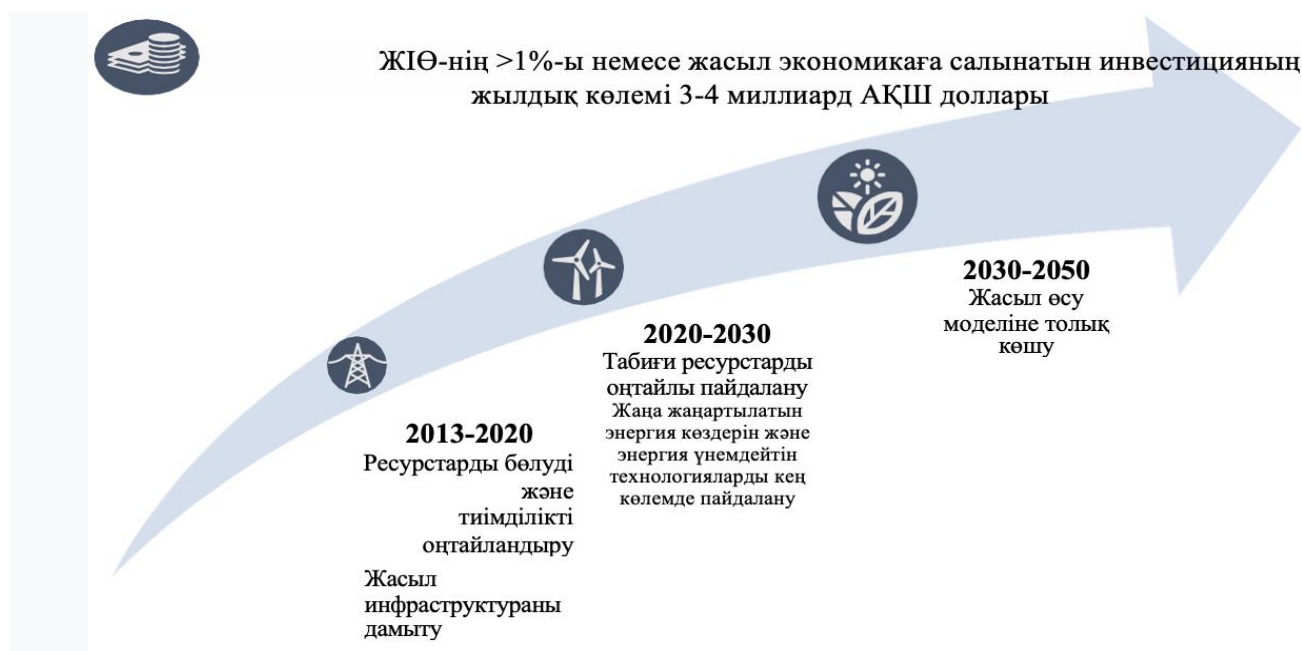 ЖІӨ-нің >1%-ы немесе жасыл экономикаға салынатын инвестицияның
жылдық көлемі 3-4 миллиард АҚШ доллары
2013-2020
Ресурстарды бөлуді
және
тиімділікті
оңтайландыру
Жасыл
инфраструктураны
дамыту
2020-2030
Табиғи ресурстарды
оңтайлы пайдалану
Жаңа жаңартылатын
энергия көздерін және
энергия үнемдейтін
технологияларды кең
көлемде пайдалану
2030-2050
Жасыл өсу
моделіне толық
көшу